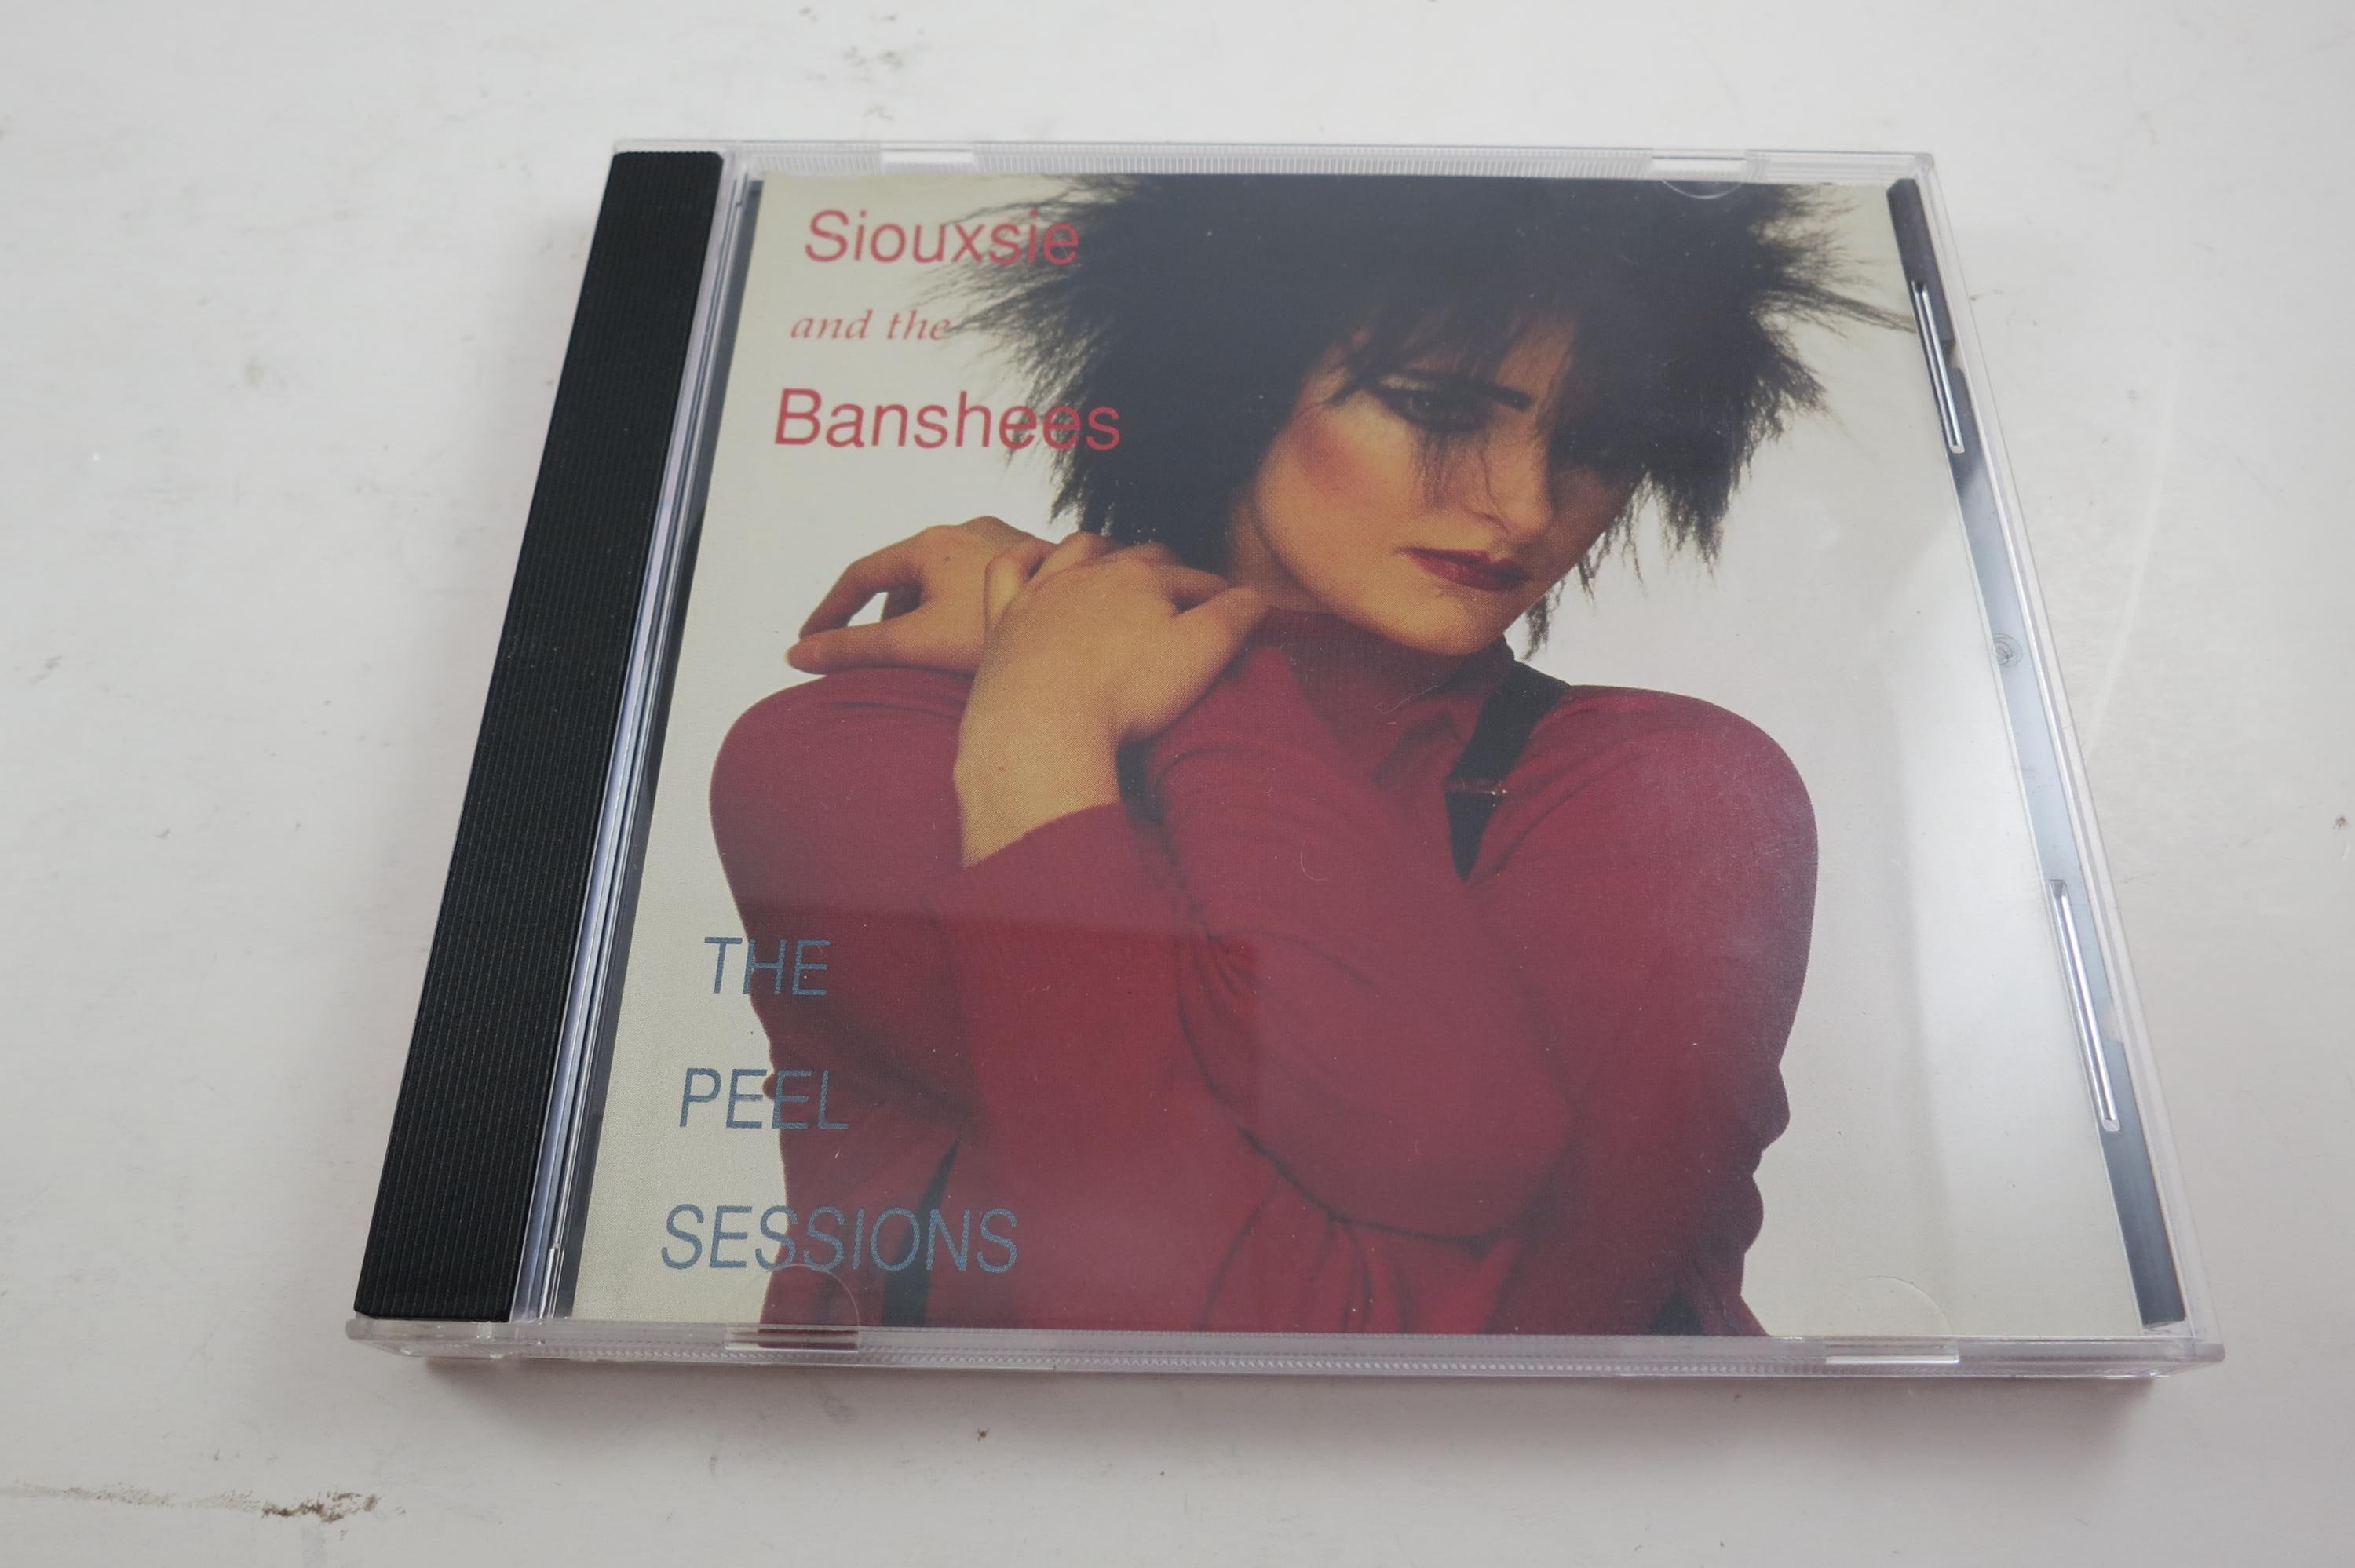 Siouxsie
and the
Banshees
THE
PEEL
SESSIONS